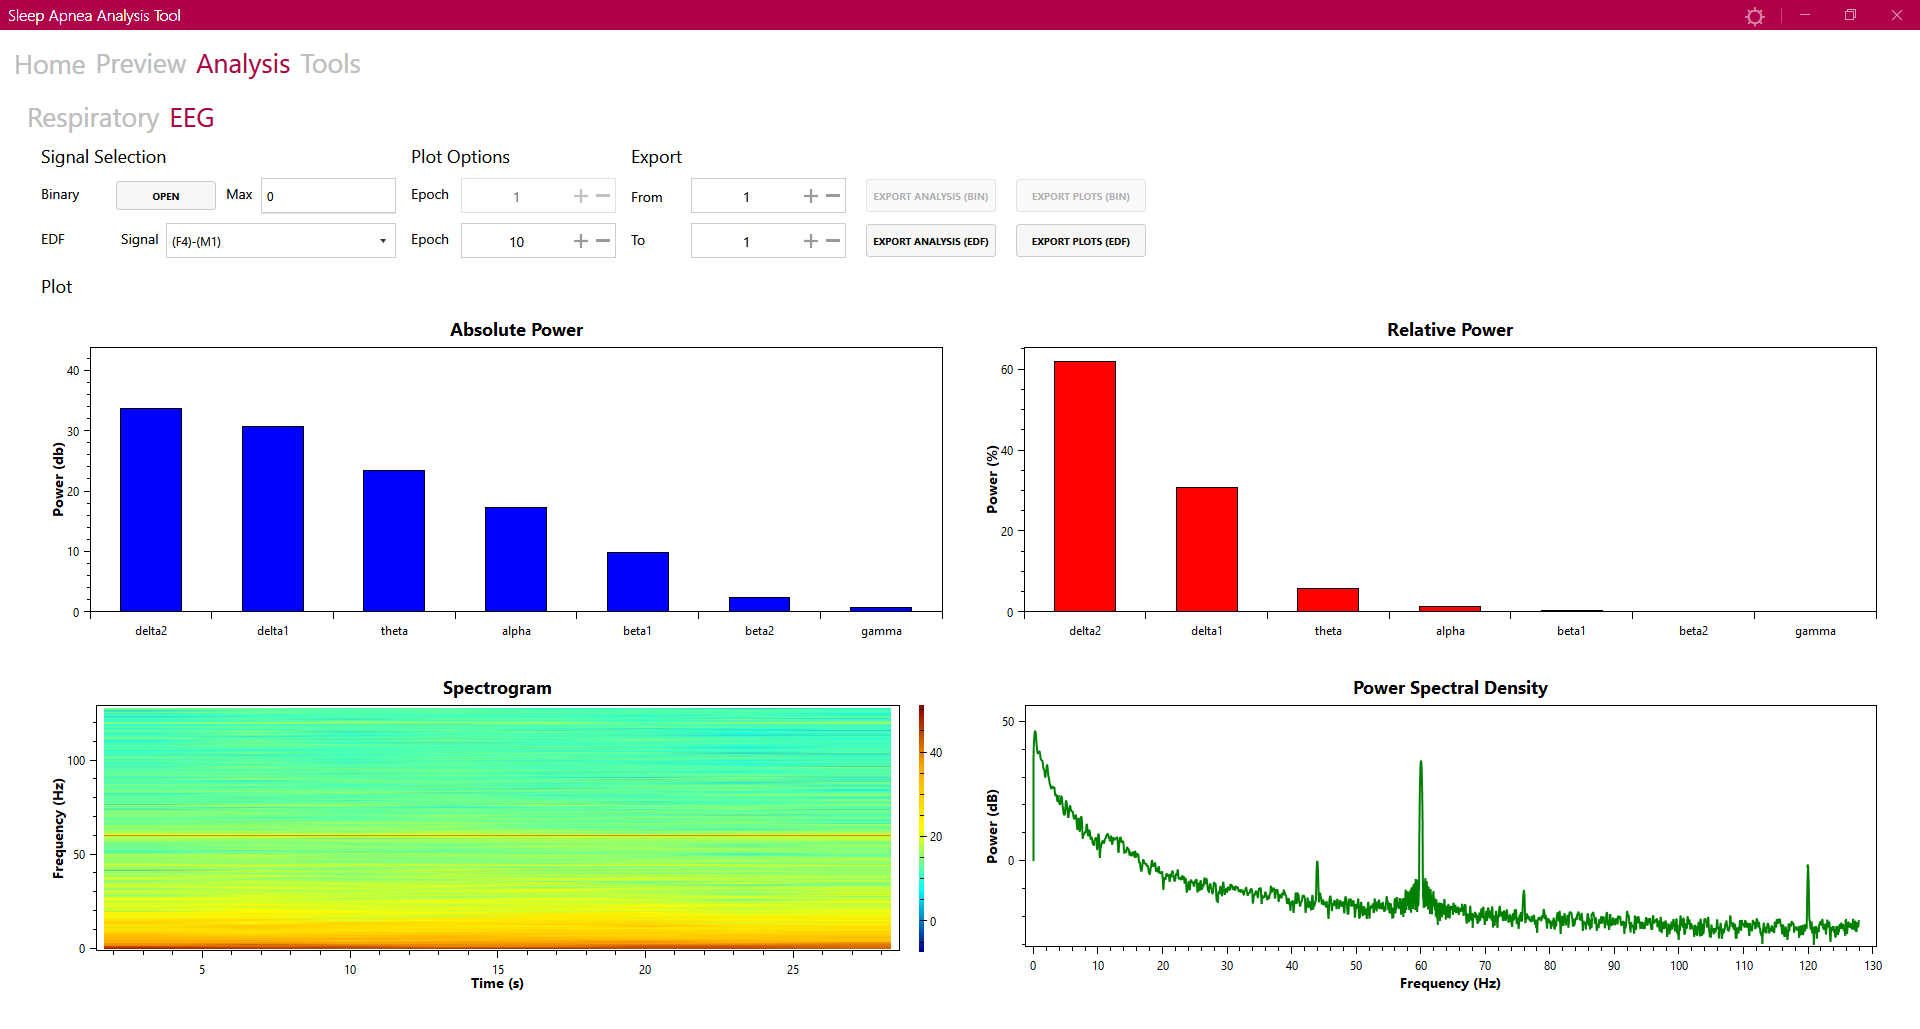 Sleep Apnea Analysis Tool
Home Preview Analysis Tools
Respiratory EEG
Signal Selection Plot Options Export
Binary OPEN Max 0 Epoch 1 From 1 EXPORT ANALYSIS (BIN) EXPORT PLOTS (BIN)
EDF Signal (F4)-(M1) Epoch 10 To 1 EXPORT ANALYSIS (EDF) EXPORT PLOTS (EDF)
Plot
Absolute Power
Power (db)
40
30
20
10
0
delta2 delta1 theta alpha beta1 beta2 gamma
Relative Power
Power (%)
60
40
20
0
delta2 delta1 theta alpha beta1 beta2 gamma
Spectrogram
Frequency (Hz)
100
50
0
5 10 15 20 25
Time (s)
40
20
0
Power Spectral Density
Power (dB)
50
0
0 10 20 30 40 50 60 70 80 90 100 110 120 130
Frequency (Hz)